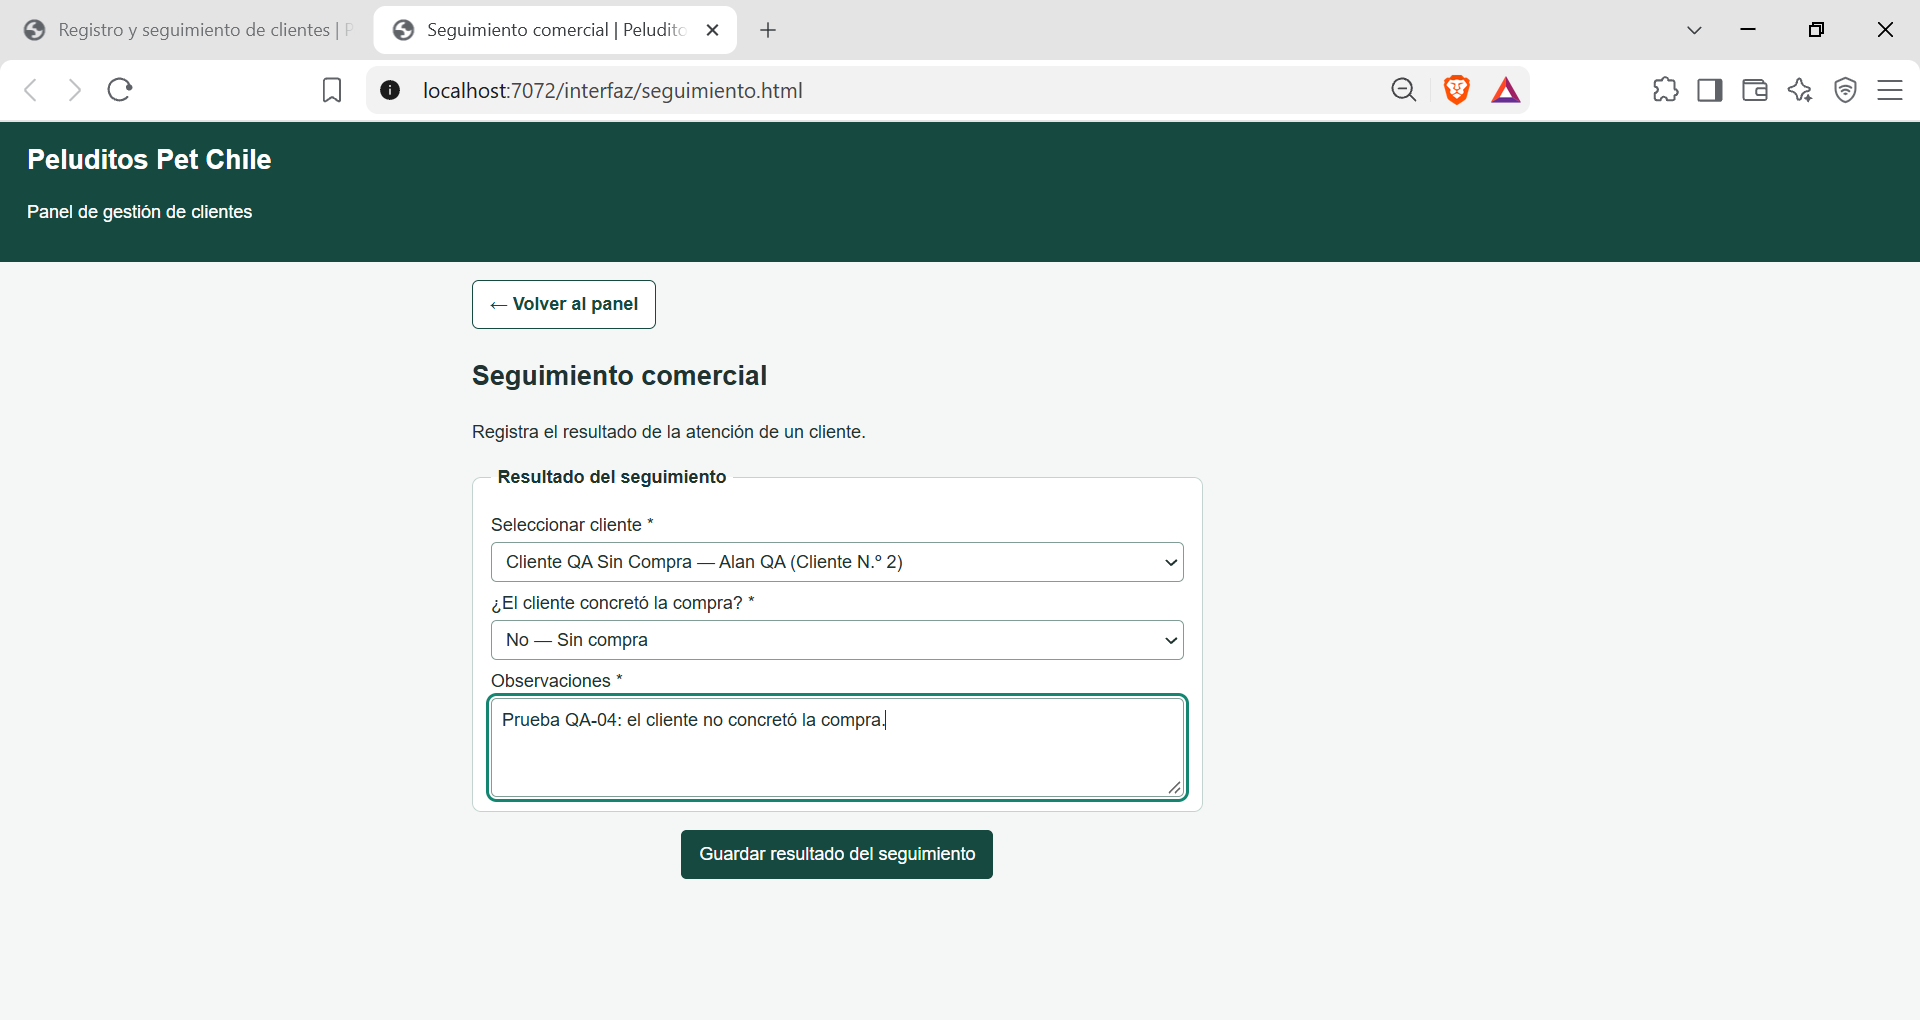 Registro y seguimiento de clientes | P
Seguimiento comercial | Peludito
localhost:7072/interfaz/seguimiento.html
Peluditos Pet Chile
Panel de gestión de clientes
← Volver al panel
Seguimiento comercial
Registra el resultado de la atención de un cliente.
Resultado del seguimiento
Seleccionar cliente *
Cliente QA Sin Compra — Alan QA (Cliente N.º 2)
¿El cliente concretó la compra? *
No — Sin compra
Observaciones *
Prueba QA-04: el cliente no concretó la compra.
Guardar resultado del seguimiento